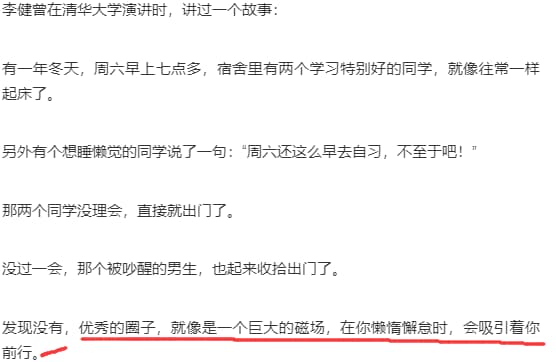 李健曾在清华大学演讲时，讲过一个故事：
有一年冬天，周六早上七点多，宿舍里有两个学习特别好的同学，就像往常一样
起床了。
另外有个想睡懒觉的同学说了一句：“周六还这么早去自习，不至于吧！”
那两个同学没理会，直接就出门了。
没过一会，那个被吵醒的男生，也起来收拾出门了。
发现没有，优秀的圈子，就像是一个巨大的磁场，在你懒惰懈怠时，会吸引着你
前行。